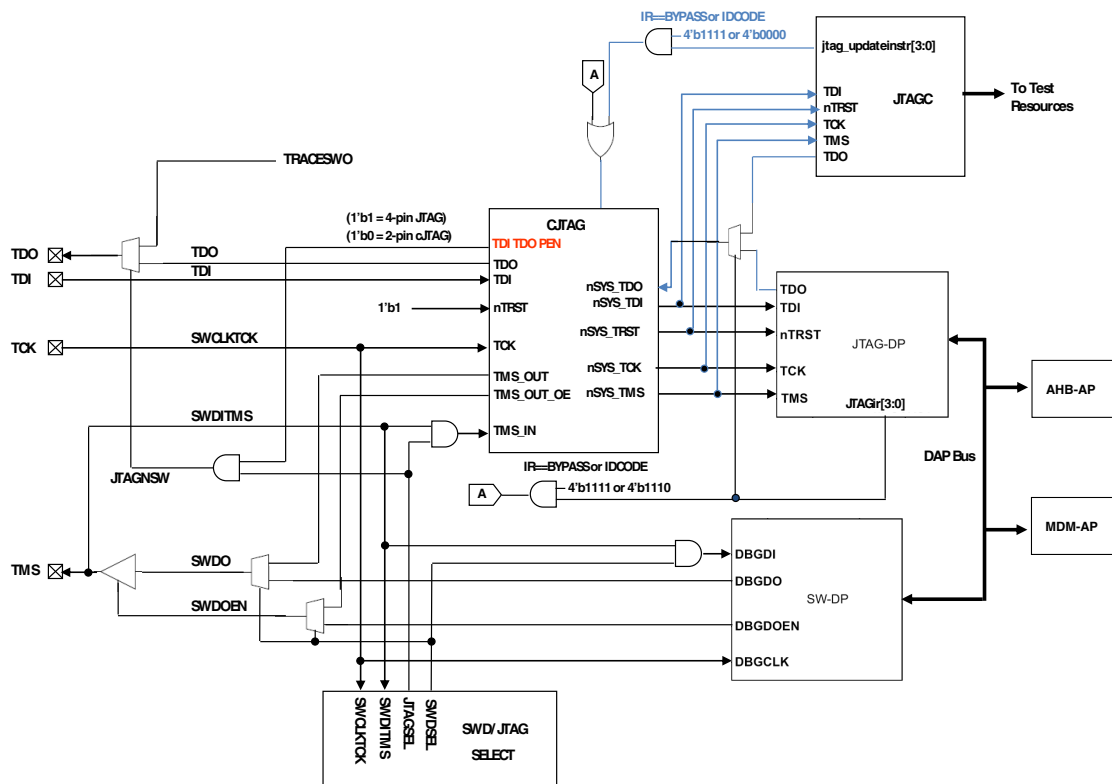 IR==BYPASS or IDCODE
4'b1111 or 4'b0000
jtag_updateinstr[3:0]
A
TDI
nTRST
TCK
TMS
TDO
JTAGC
To Test
Resources
TRACESWO
(1'b1 = 4-pin JTAG)
(1'b0 = 2-pin cJTAG)
CJTAG
TDI TDO PEN
TDO
TDO
TDO
TDI
TDI
TDI
nSYS_TDO
nSYS_TDI
TDO
TDI
1'b1
nTRST
nSYS_TRST
nTRST
TCK
SWCLKTCK
TCK
nSYS_TCK
TCK
JTAG-DP
TMS_OUT
TMS_OUT_OE
nSYS_TMS
TMS
JTAGir[3:0]
AHB-AP
SWDITMS
TMS_IN
DAP Bus
JTAGNSW
IR==BYPASS or IDCODE
4'b1111 or 4'b1110
A
MDM-AP
TMS
SWDO
SWDOEN
DBGDI
DBGDO
DBGDOEN
DBGCLK
SW-DP
SWCLKTCK
SWDITMS
JTAGSEL
SWDSEL
SWD/JTAG
SELECT